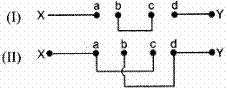 a b c d
(I) X Y
a b c d
(II) X Y